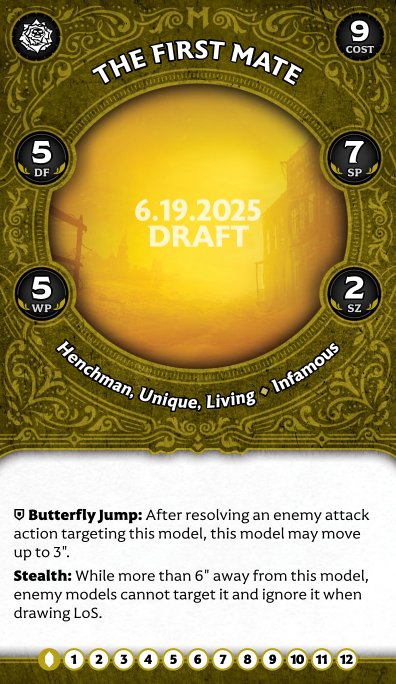 THE FIRST MATE
9
COST
5
DF
7
SP
6.19.2025
DRAFT
5
WP
2
SZ
Henchman, Unique, Living ♦ Infamous
Butterfly Jump: After resolving an enemy attack
action targeting this model, this model may move
up to 3".
Stealth: While more than 6" away from this model,
enemy models cannot target it and ignore it when
drawing LoS.
1 2 3 4 5 6 7 8 9 10 11 12